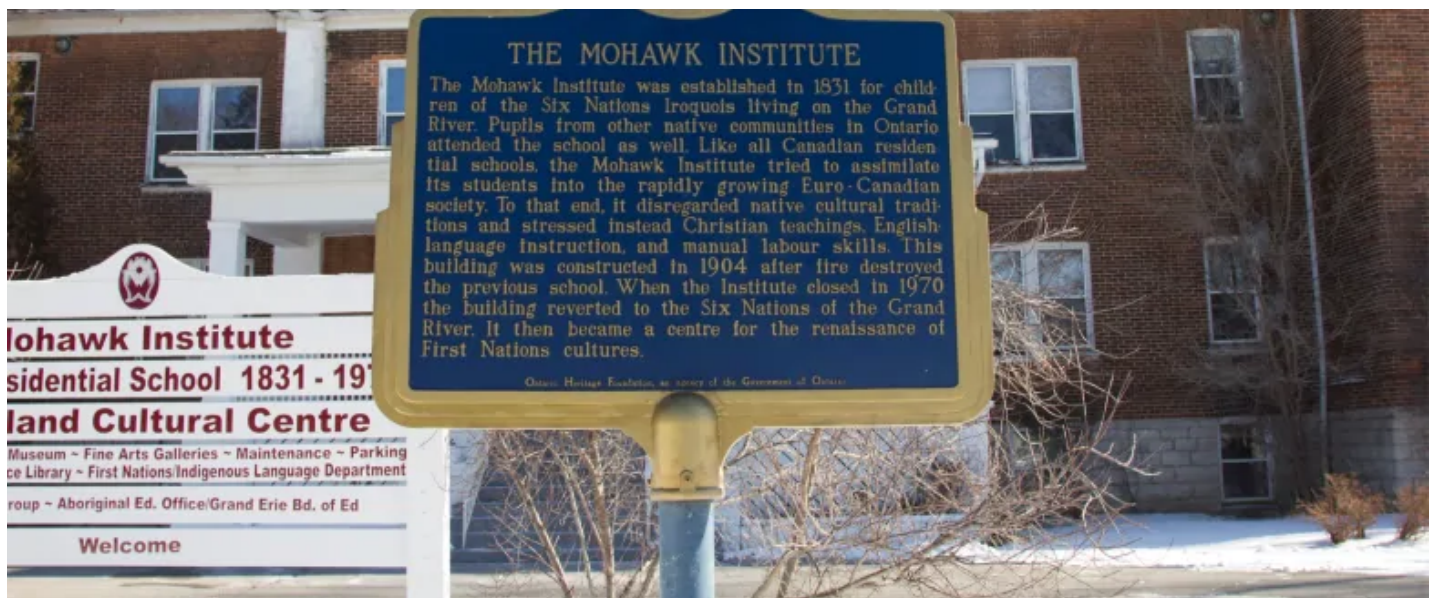 THE MOHAWK INSTITUTE
The Mohawk Institute was established in 1831 for child-
ren of the Six Nations Iroquois living on the Grand
River. Pupils from other native communities in Ontario
attended the school as well. Like all Canadian residen-
tial schools, the Mohawk Institute tried to assimilate
its students into the rapidly growing Euro-Canadian
society. To that end, it disregarded native cultural tradi-
tions and stressed instead Christian teachings, English-
language instruction, and manual labour skills. This
building was constructed in 1904 after fire destroyed
the previous school. When the Institute closed in 1970
the building reverted to the Six Nations of the Grand
River. It then became a centre for the renaissance of
First Nations cultures.
Ontario Heritage Foundation, an agency of the Government of Ontario
ohawk Institute
sidential School 1831 - 197
land Cultural Centre
Museum ~ Fine Arts Galleries ~ Maintenance ~ Parking
ce Library ~ First Nations/Indigenous Language Department
roup ~ Aboriginal Ed. Office/Grand Erie Bd. of Ed
Welcome